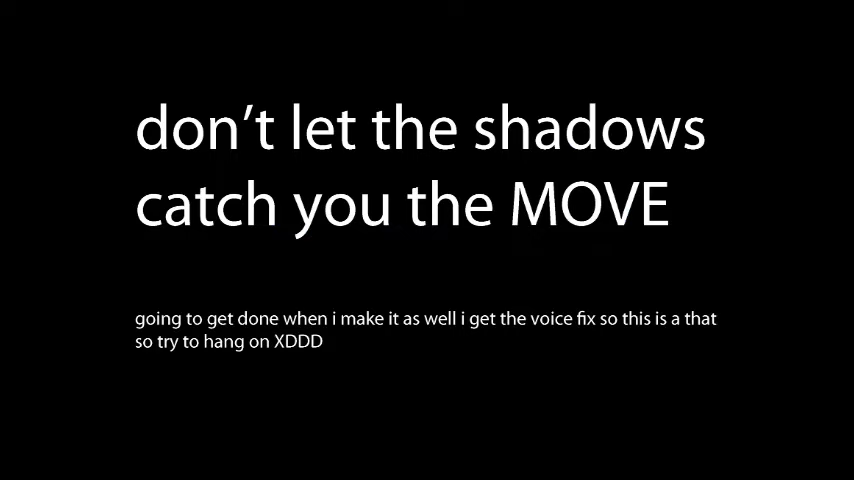 don’t let the shadows
catch you the MOVE
going to get done when i make it as well i get the voice fix so this is a that
so try to hang on XDDD